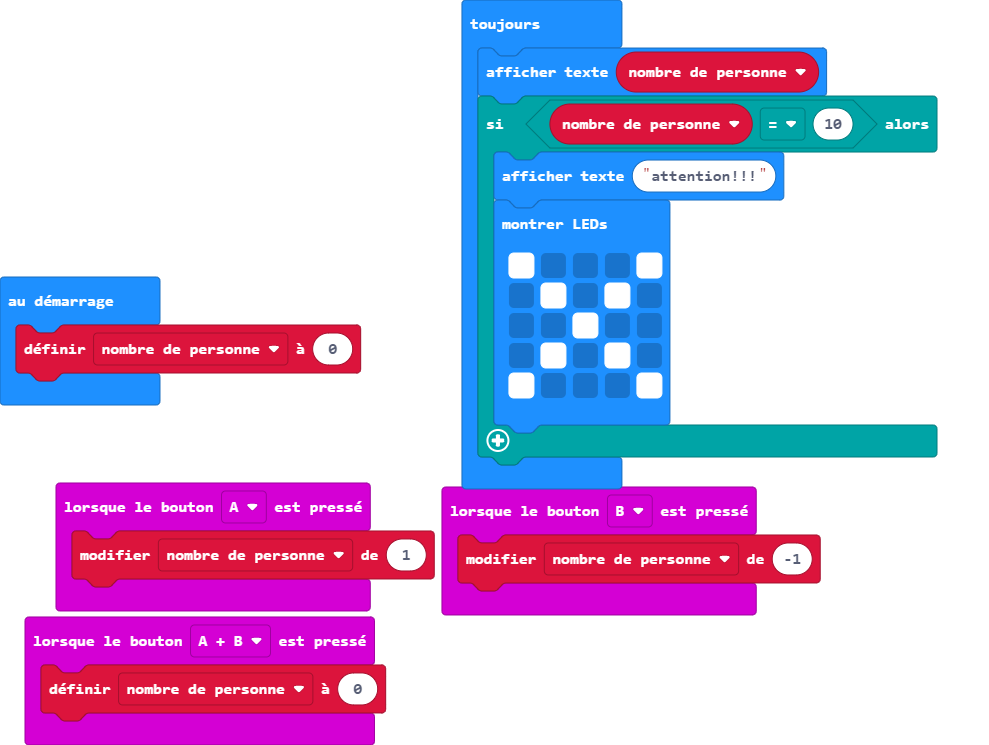 toujours
afficher texte nombre de personne
si nombre de personne = 10 alors
afficher texte "attention!!!"
montrer LEDs
au démarrage
définir nombre de personne à 0
lorsque le bouton A est pressé
modifier nombre de personne de 1
lorsque le bouton B est pressé
modifier nombre de personne de -1
lorsque le bouton A + B est pressé
définir nombre de personne à 0